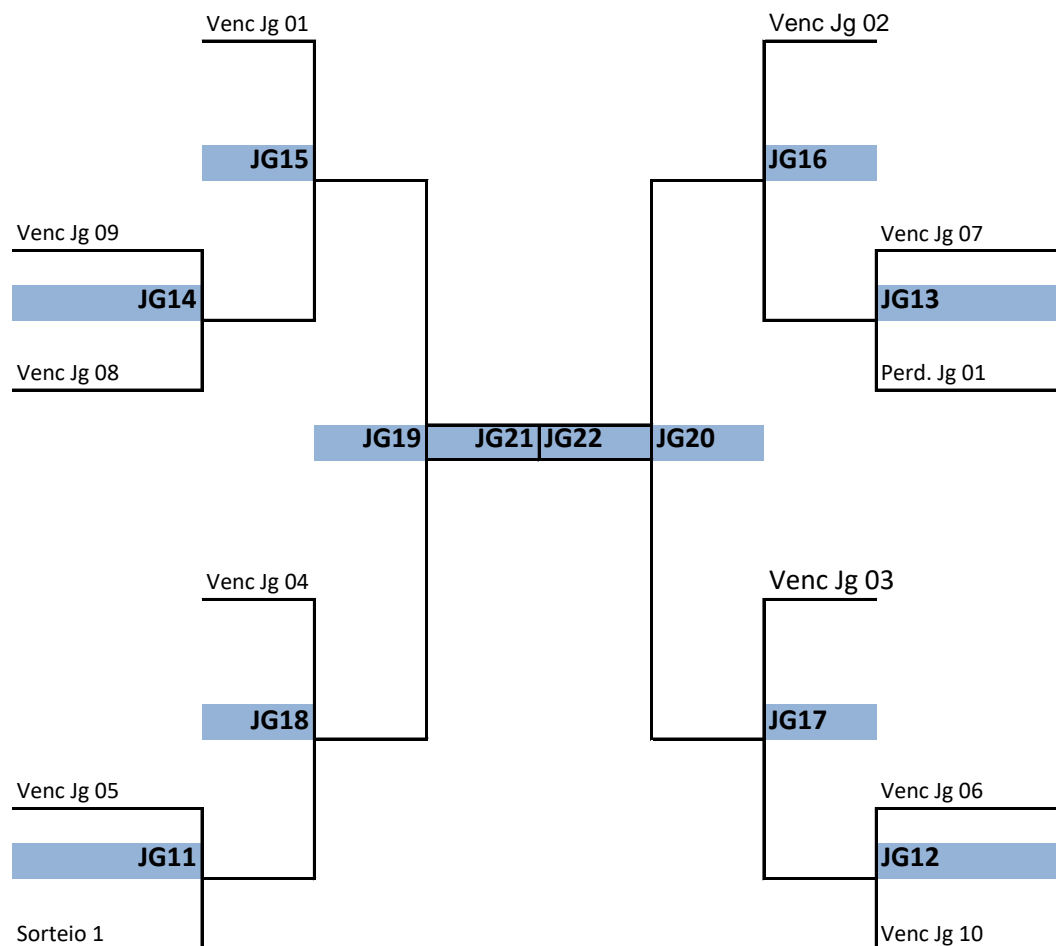 Venc Jg 01
Venc Jg 02
JG15
JG16
Venc Jg 09
Venc Jg 07
JG14
JG13
Venc Jg 08
Perd. Jg 01
JG19
JG21
JG22
JG20
Venc Jg 04
Venc Jg 03
JG18
JG17
Venc Jg 05
Venc Jg 06
JG11
JG12
Sorteio 1
Venc Jg 10